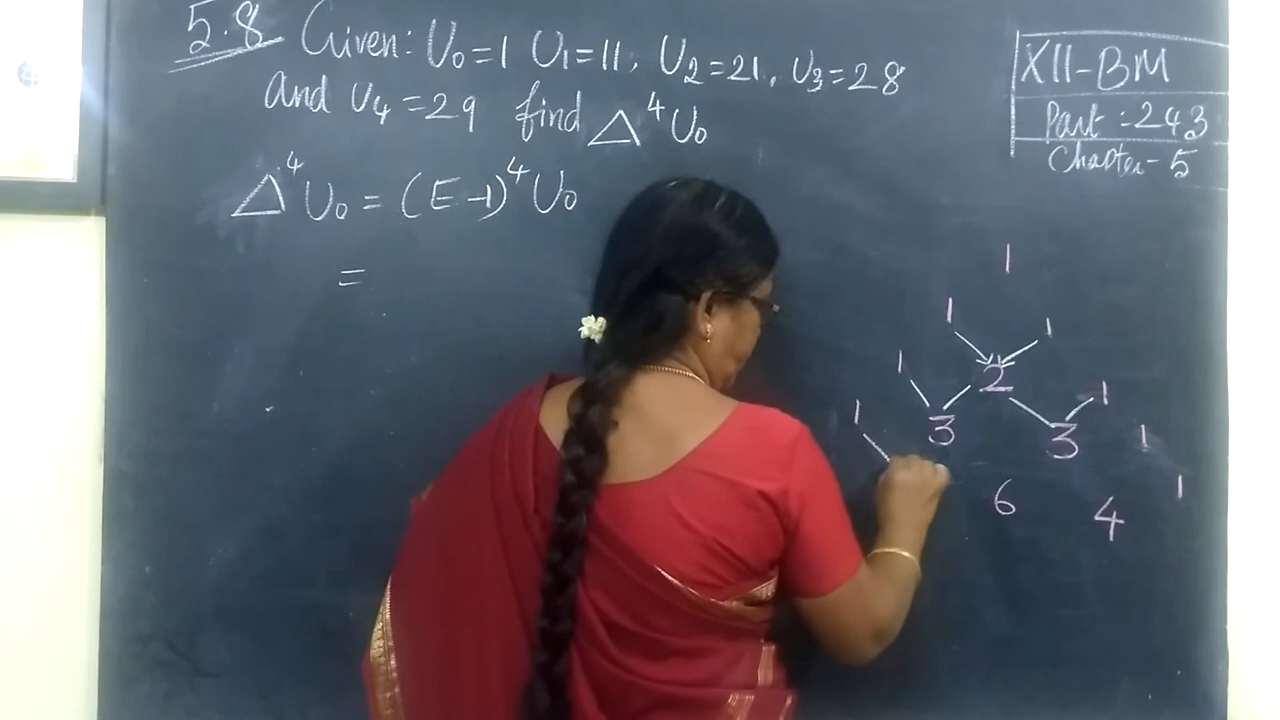 5.8 Given: U₀=1 U₁=11, U₂=21, U₃=28
and U₄=29 find Δ⁴U₀
Δ⁴U₀ = (E-1)⁴U₀
=
XII-BM
Part:243
Chapter-5
1
1 1
1 2 1
1 3 3 1
6 4 1